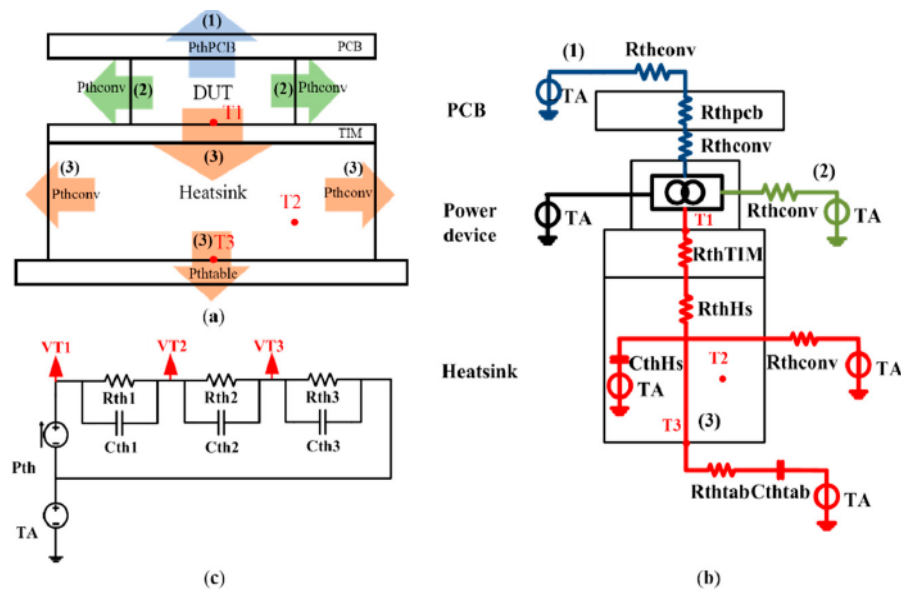 (1)
PthPCB
PCB
Pthconv
(2)
(2)
Pthconv
DUT
T1
TIM
(3)
(3)
(3)
Pthconv
Heatsink
Pthconv
T2
(3)
T3
Pthtable
(a)
VT1
VT2
VT3
Rth1
Rth2
Rth3
Cth1
Cth2
Cth3
Pth
TA
(c)
(1)
Rthconv
TA
PCB
Rthpcb
Rthconv
(2)
Power
device
TA
Rthconv
TA
T1
RthTIM
RthHs
Heatsink
CthHs
TA
T2
Rthconv
TA
T3
(3)
Rthtab
Cthtab
TA
(b)